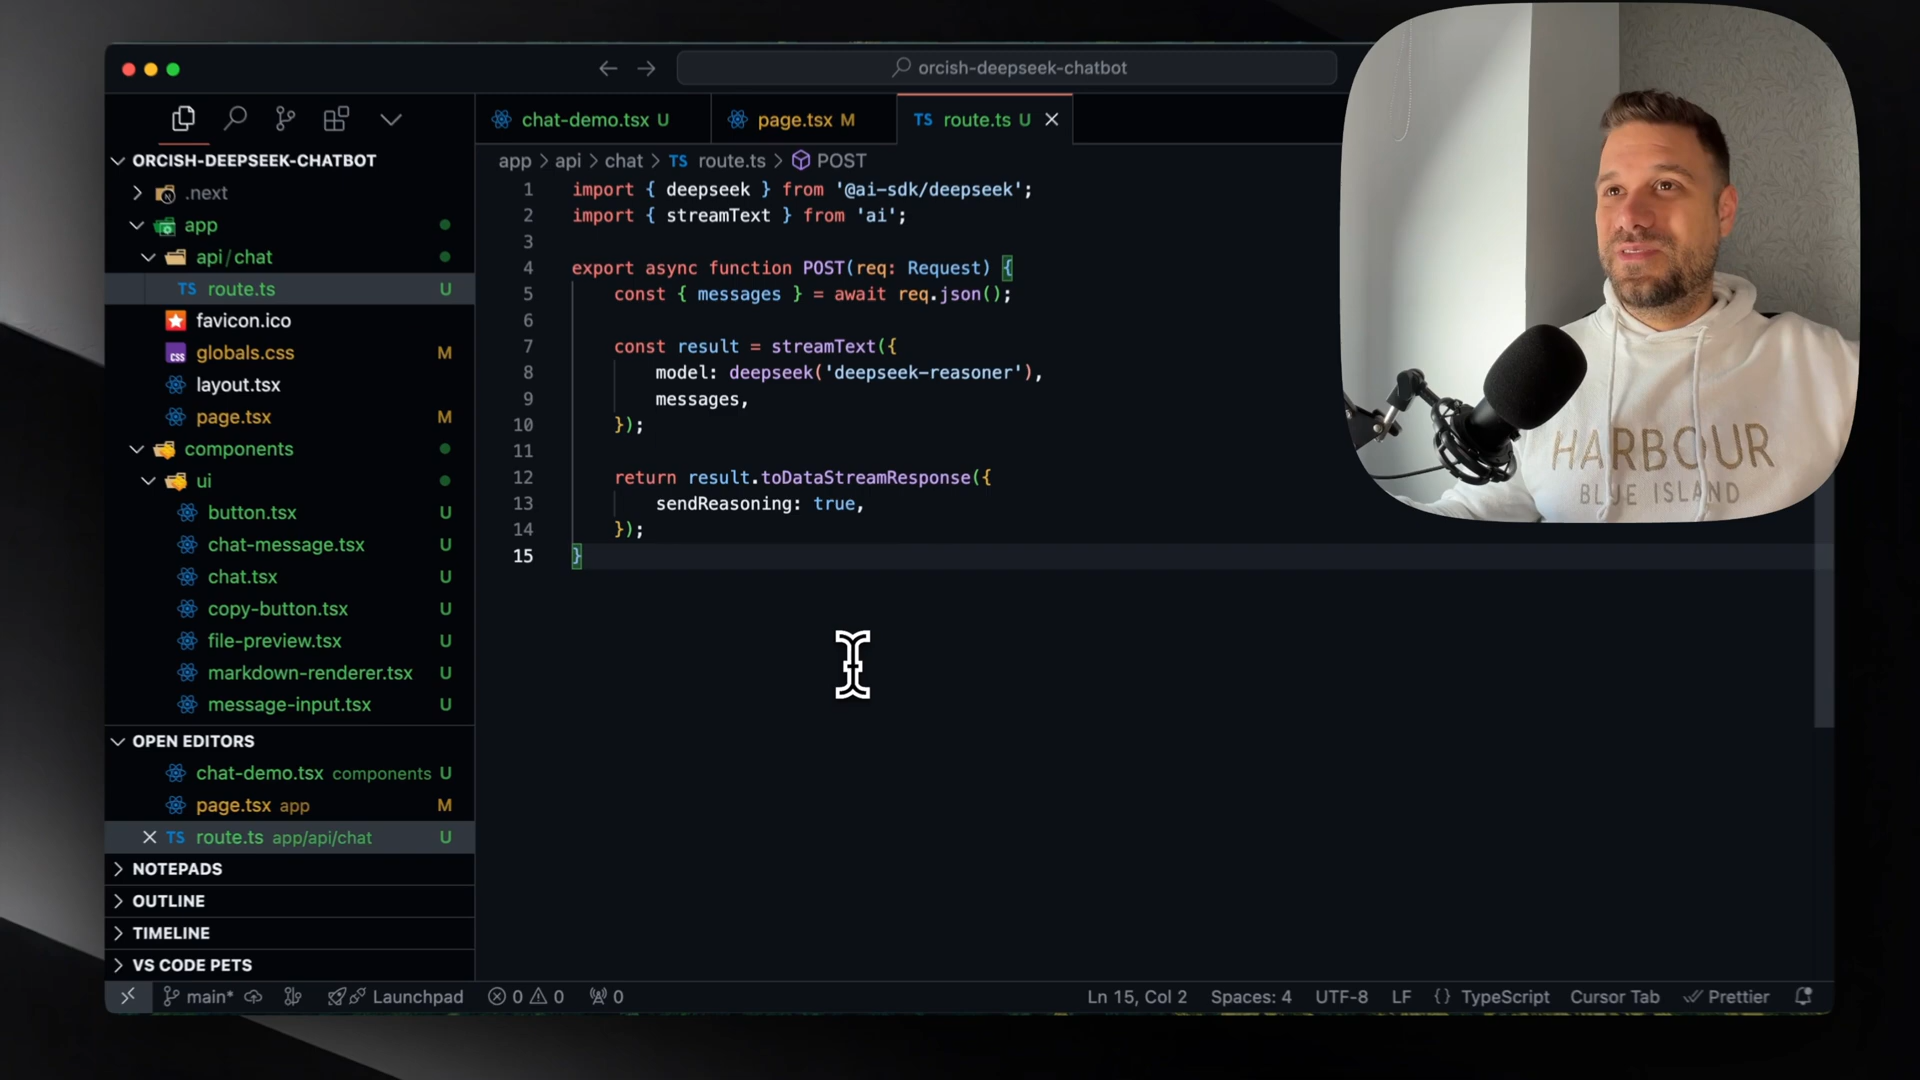 orcish-deepseek-chatbot
chat-demo.tsx U
page.tsx M
TS route.ts U
ORCISH-DEEPSEEK-CHATBOT
.next
app
api/chat
TS route.ts U
favicon.ico
css globals.css M
layout.tsx
page.tsx M
components
ui
button.tsx U
chat-message.tsx U
chat.tsx U
copy-button.tsx U
file-preview.tsx U
markdown-renderer.tsx U
message-input.tsx U
OPEN EDITORS
chat-demo.tsx components U
page.tsx app M
TS route.ts app/api/chat U
NOTEPADS
OUTLINE
TIMELINE
VS CODE PETS
app > api > chat > TS route.ts > POST
1 import { deepseek } from '@ai-sdk/deepseek';
2 import { streamText } from 'ai';
3
4 export async function POST(req: Request) {
5 const { messages } = await req.json();
6
7 const result = streamText({
8 model: deepseek('deepseek-reasoner'),
9 messages,
10 });
11
12 return result.toDataStreamResponse({
13 sendReasoning: true,
14 });
15 }
HARBOUR
BLUE ISLAND
main* Launchpad 0 0 0 Ln 15, Col 2 Spaces: 4 UTF-8 LF {} TypeScript Cursor Tab Prettier